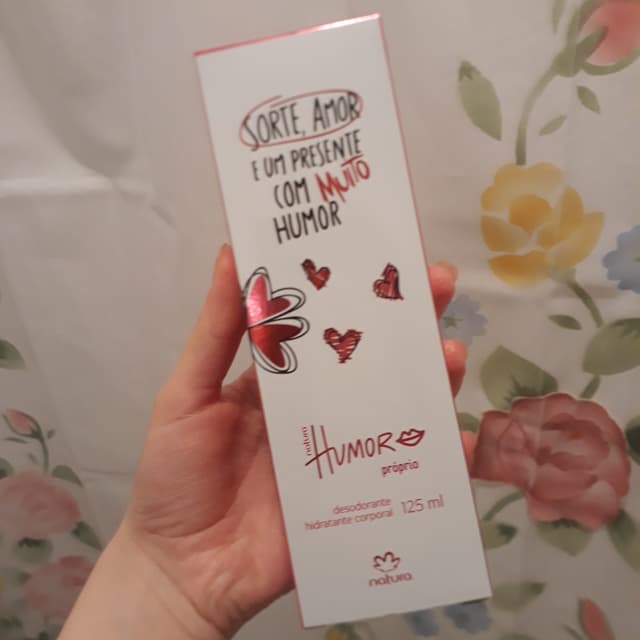 SORTE, AMOR
E UM PRESENTE
COM MUITO
HUMOR
natura
HUMOR
próprio
desodorante
hidratante corporal 125 ml
natura